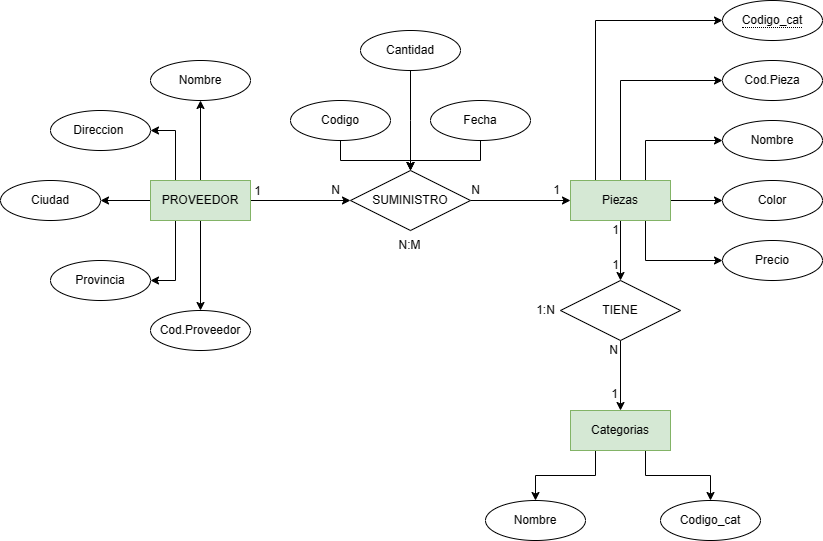 Codigo_cat
Cantidad
Nombre
Cod.Pieza
Direccion
Codigo
Fecha
Nombre
Ciudad
PROVEEDOR
1
N
SUMINISTRO
N
1
Piezas
Color
N:M
1
Provincia
1
Precio
Cod.Proveedor
1:N
TIENE
N
1
Categorias
Nombre
Codigo_cat